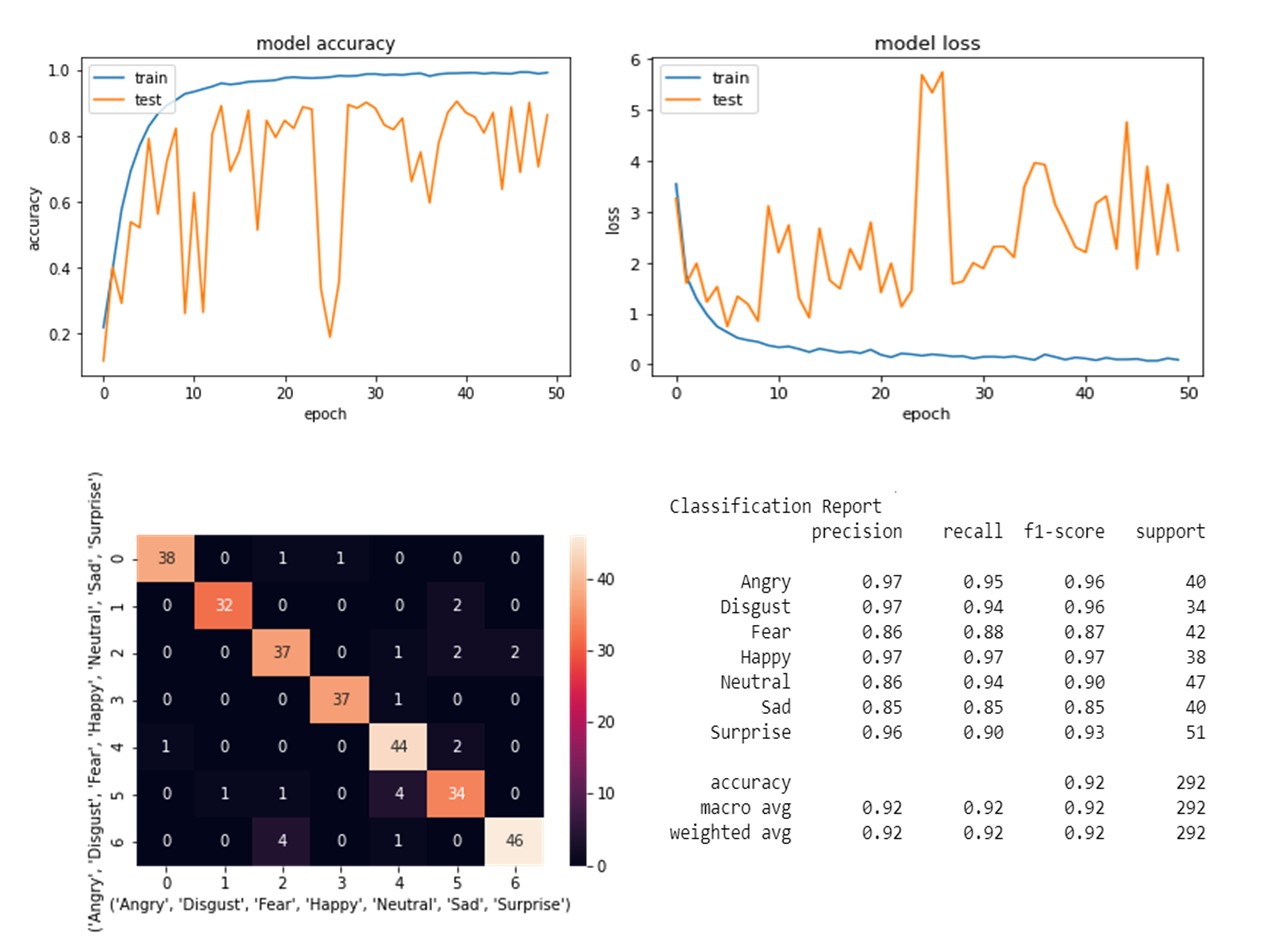 model accuracy
train
test
1.0
0.8
0.6
0.4
0.2
accuracy
0 10 20 30 40 50
epoch
model loss
train
test
6
5
4
3
2
1
0
loss
0 10 20 30 40 50
epoch
('Angry', 'Disgust', 'Fear', 'Happy', 'Neutral', 'Sad', 'Surprise')
0 38 0 1 1 0 0 0
1 0 32 0 0 0 2 0
2 0 0 37 0 1 2 2
3 0 0 0 37 1 0 0
4 1 0 0 0 44 2 0
5 0 1 1 0 4 34 0
6 0 0 4 0 1 0 46
0 1 2 3 4 5 6
('Angry', 'Disgust', 'Fear', 'Happy', 'Neutral', 'Sad', 'Surprise')
40
30
20
10
0
Classification Report
precision recall f1-score support
Angry 0.97 0.95 0.96 40
Disgust 0.97 0.94 0.96 34
Fear 0.86 0.88 0.87 42
Happy 0.97 0.97 0.97 38
Neutral 0.86 0.94 0.90 47
Sad 0.85 0.85 0.85 40
Surprise 0.96 0.90 0.93 51
accuracy 0.92 292
macro avg 0.92 0.92 0.92 292
weighted avg 0.92 0.92 0.92 292